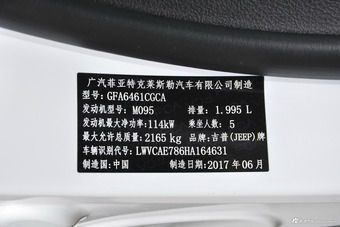 广汽菲亚特克莱斯勒汽车有限公司制造
型号：GFA6461CGCA
发动机型号：M095 排量：1.995 L
发动机最大净功率：114kW 乘坐人数：5
最大允许总质量：2165 kg 品牌：吉普(JEEP)牌
车辆识别代号：LWVCAE786HA164631
制造国：中国 制造日期：2017 年 06 月